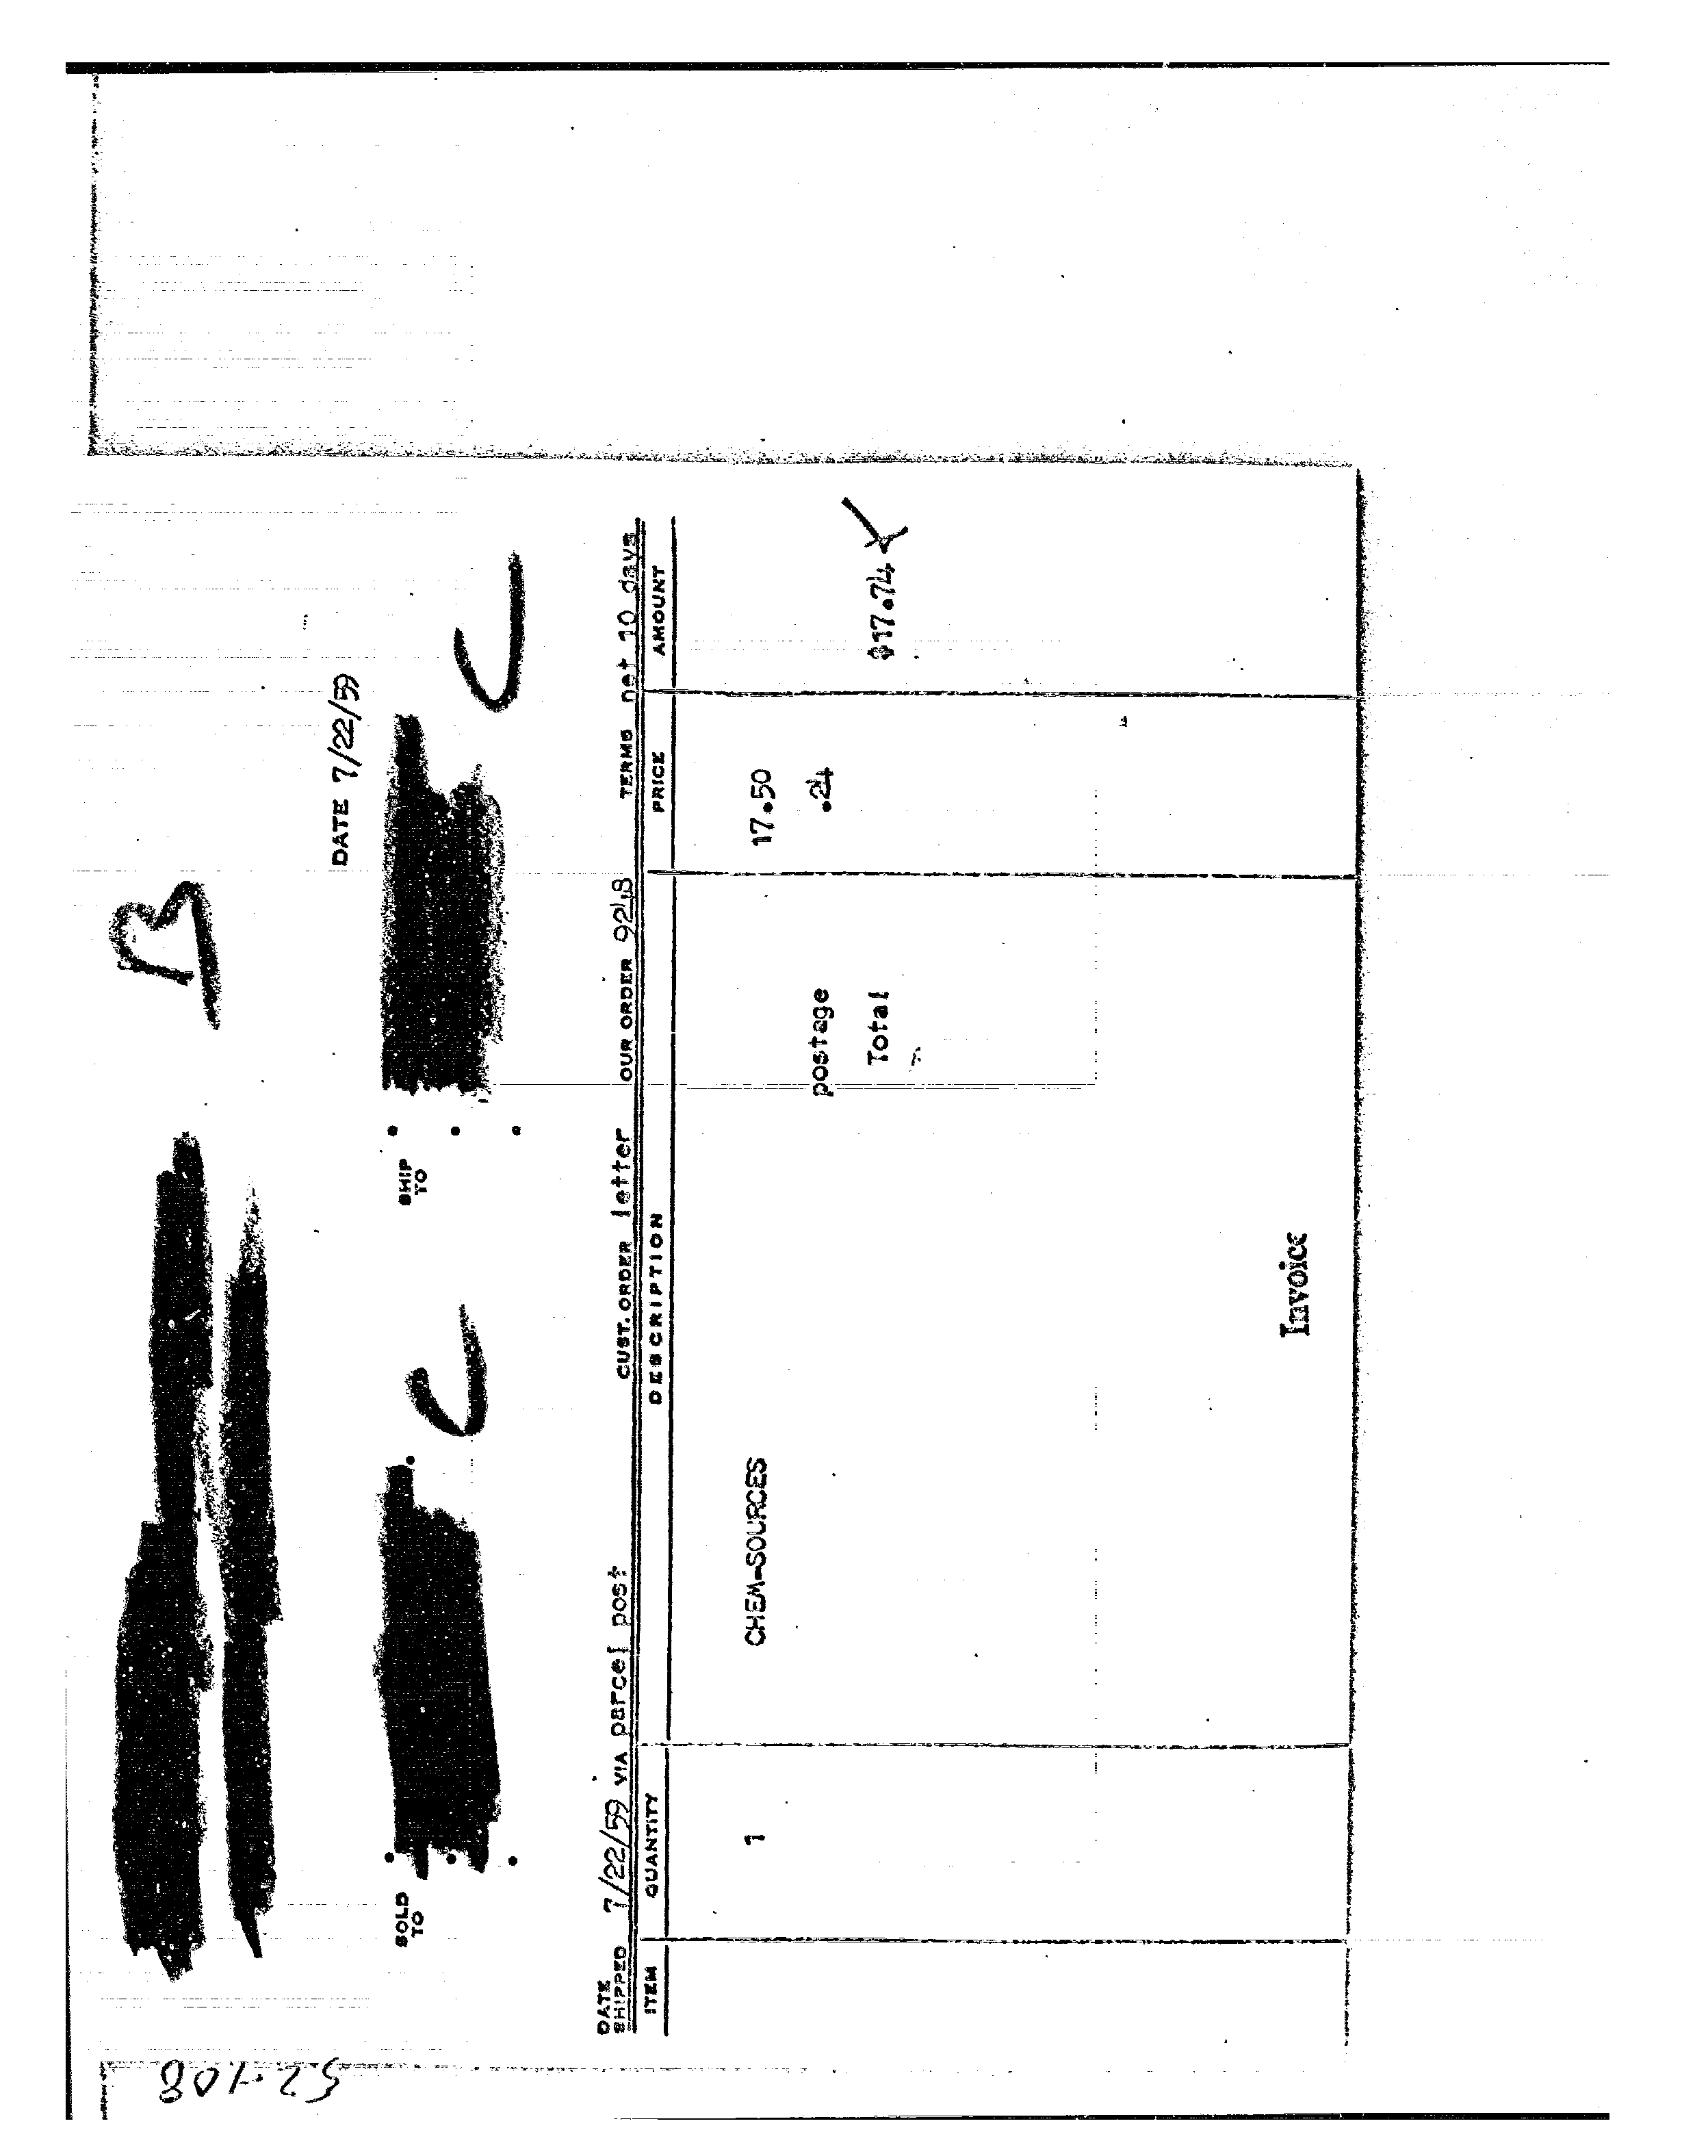 B
DATE 7/22/59
SOLD TO
SHIP TO
C
C
DATE SHIPPED 7/22/59 VIA parcel post CUST. ORDER letter OUR ORDER 9248 TERMS net 10 days
ITEM QUANTITY DESCRIPTION PRICE AMOUNT
1 CHEM-SOURCES 17.50
postage .24
Total $17.74
Invoice